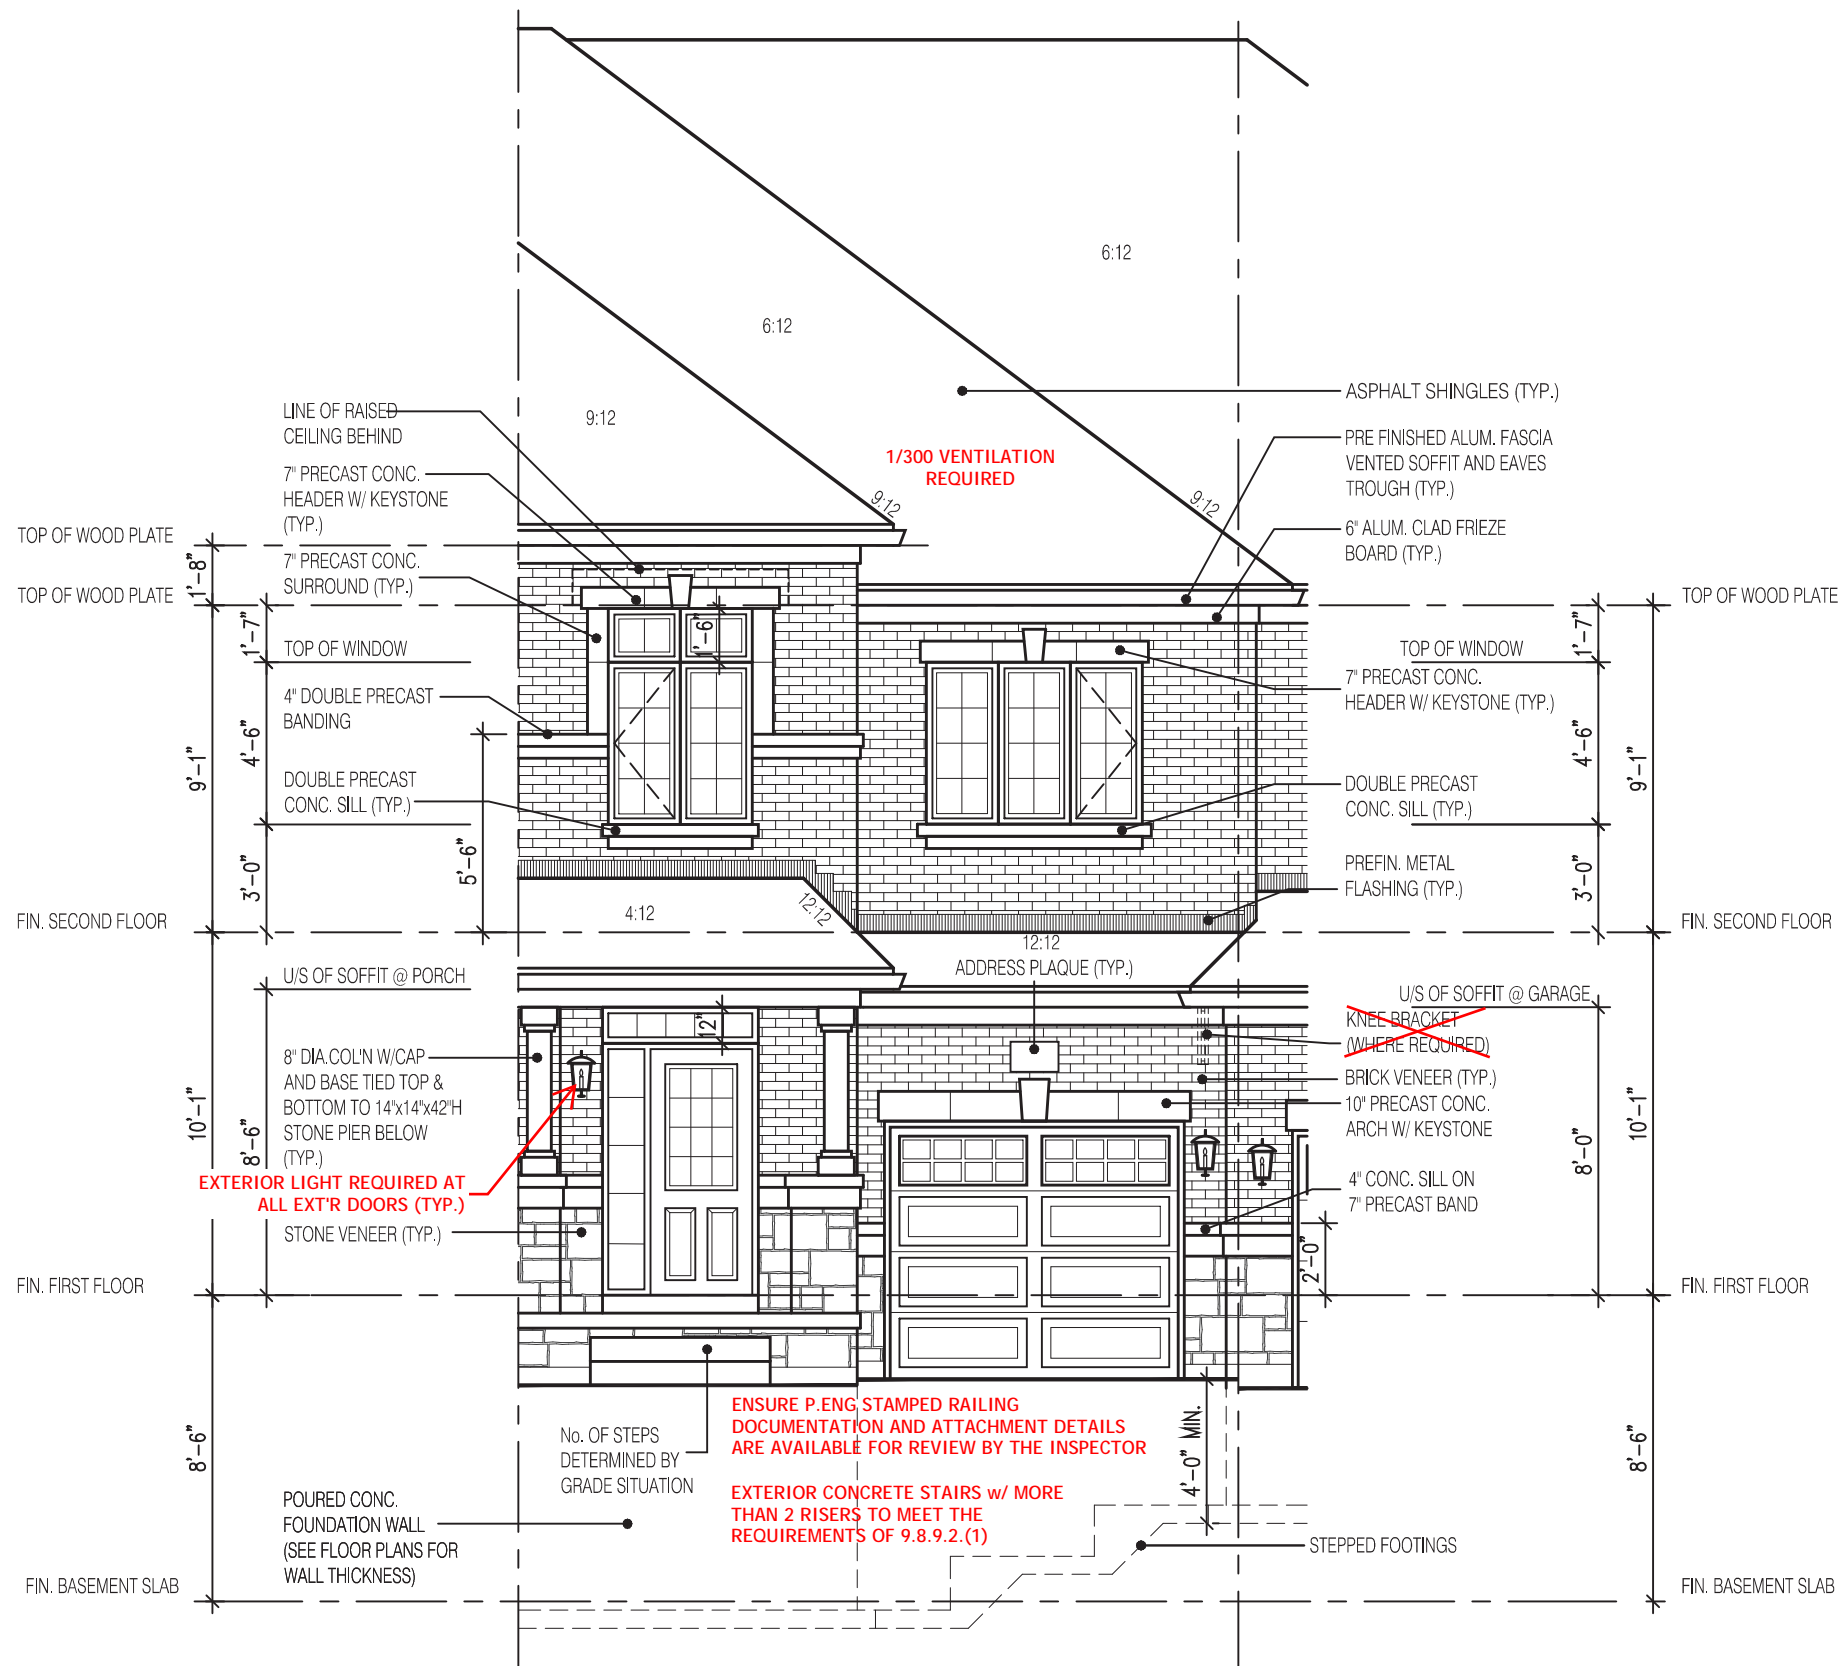 6:12
6:12
9:12
9:12
9:12
1/300 VENTILATION
REQUIRED
LINE OF RAISED
CEILING BEHIND
7" PRECAST CONC.
HEADER W/ KEYSTONE
(TYP.)
TOP OF WOOD PLATE
1'-8"
7" PRECAST CONC.
SURROUND (TYP.)
TOP OF WOOD PLATE
1'-7"
1'-6"
TOP OF WINDOW
4" DOUBLE PRECAST
BANDING
4'-6"
9'-1"
DOUBLE PRECAST
CONC. SILL (TYP.)
5'-6"
3'-0"
FIN. SECOND FLOOR
4:12
12:12
12:12
ADDRESS PLAQUE (TYP.)
U/S OF SOFFIT @ PORCH
12"
8" DIA.COL'N W/CAP
AND BASE TIED TOP &
BOTTOM TO 14"x14"x42"H
STONE PIER BELOW
(TYP.)
10'-1"
8'-6"
EXTERIOR LIGHT REQUIRED AT
ALL EXT'R DOORS (TYP.)
STONE VENEER (TYP.)
FIN. FIRST FLOOR
8'-6"
No. OF STEPS
DETERMINED BY
GRADE SITUATION
POURED CONC.
FOUNDATION WALL
(SEE FLOOR PLANS FOR
WALL THICKNESS)
FIN. BASEMENT SLAB
ENSURE P.ENG STAMPED RAILING
DOCUMENTATION AND ATTACHMENT DETAILS
ARE AVAILABLE FOR REVIEW BY THE INSPECTOR
EXTERIOR CONCRETE STAIRS w/ MORE
THAN 2 RISERS TO MEET THE
REQUIREMENTS OF 9.8.9.2.(1)
ASPHALT SHINGLES (TYP.)
PRE FINISHED ALUM. FASCIA
VENTED SOFFIT AND EAVES
TROUGH (TYP.)
6" ALUM. CLAD FRIEZE
BOARD (TYP.)
TOP OF WOOD PLATE
1'-7"
TOP OF WINDOW
7" PRECAST CONC.
HEADER W/ KEYSTONE (TYP.)
4'-6"
9'-1"
DOUBLE PRECAST
CONC. SILL (TYP.)
PREFIN. METAL
FLASHING (TYP.)
3'-0"
FIN. SECOND FLOOR
U/S OF SOFFIT @ GARAGE
KNEE BRACKET
(WHERE REQUIRED)
BRICK VENEER (TYP.)
10" PRECAST CONC.
ARCH W/ KEYSTONE
10'-1"
8'-0"
4" CONC. SILL ON
7" PRECAST BAND
2'-0"
FIN. FIRST FLOOR
4'-0" MIN.
8'-6"
STEPPED FOOTINGS
FIN. BASEMENT SLAB